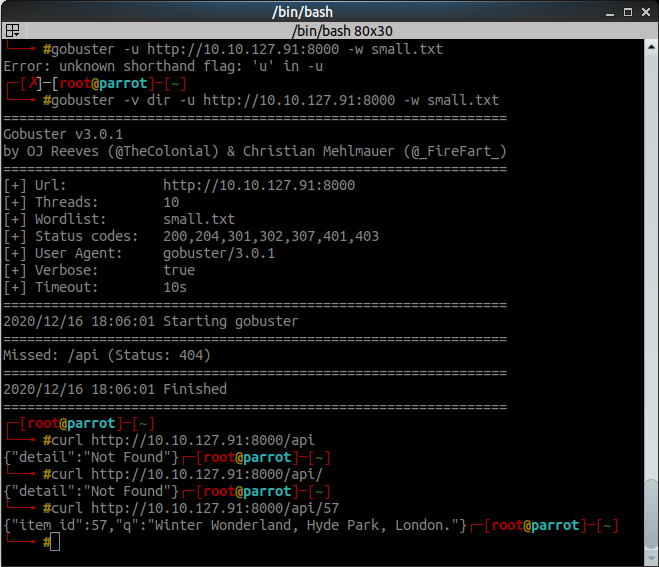 /bin/bash
/bin/bash 80x30
#gobuster -u http://10.10.127.91:8000 -w small.txt
Error: unknown shorthand flag: 'u' in -u
[✗]─[root@parrot]─[~]
#gobuster -v dir -u http://10.10.127.91:8000 -w small.txt
===============================================================
Gobuster v3.0.1
by OJ Reeves (@TheColonial) & Christian Mehlmauer (@_FireFart_)
===============================================================
[+] Url:            http://10.10.127.91:8000
[+] Threads:        10
[+] Wordlist:       small.txt
[+] Status codes:   200,204,301,302,307,401,403
[+] User Agent:     gobuster/3.0.1
[+] Verbose:        true
[+] Timeout:        10s
===============================================================
2020/12/16 18:06:01 Starting gobuster
===============================================================
Missed: /api (Status: 404)
===============================================================
2020/12/16 18:06:01 Finished
===============================================================
┌─[root@parrot]─[~]
└──╼ #curl http://10.10.127.91:8000/api
{"detail":"Not Found"}┌─[root@parrot]─[~]
└──╼ #curl http://10.10.127.91:8000/api/
{"detail":"Not Found"}┌─[root@parrot]─[~]
└──╼ #curl http://10.10.127.91:8000/api/57
{"item_id":57,"q":"Winter Wonderland, Hyde Park, London."}┌─[root@parrot]─[~]
└──╼ #